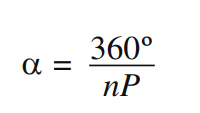 α = 360º / nP